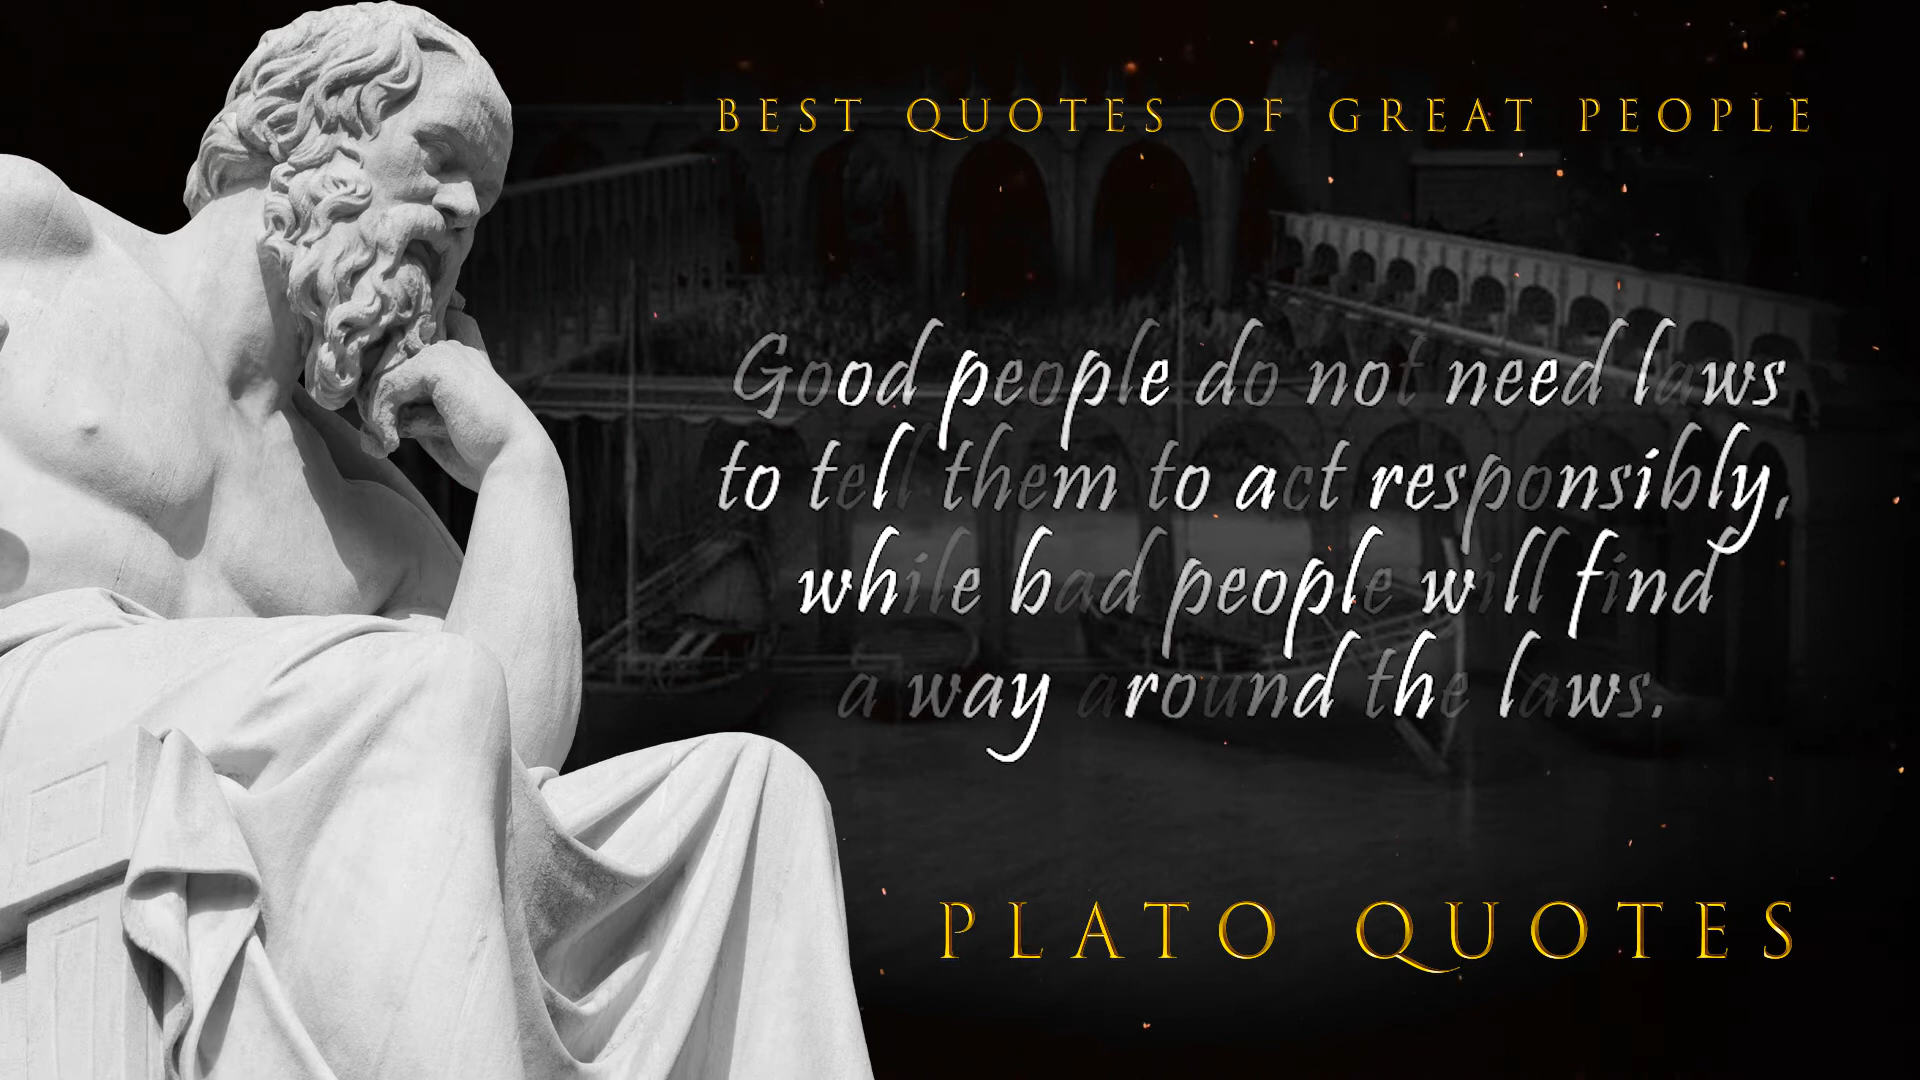 BEST QUOTES OF GREAT PEOPLE
Good people do not need laws
to tell them to act responsibly,
while bad people will find
a way around the laws.
PLATO QUOTES